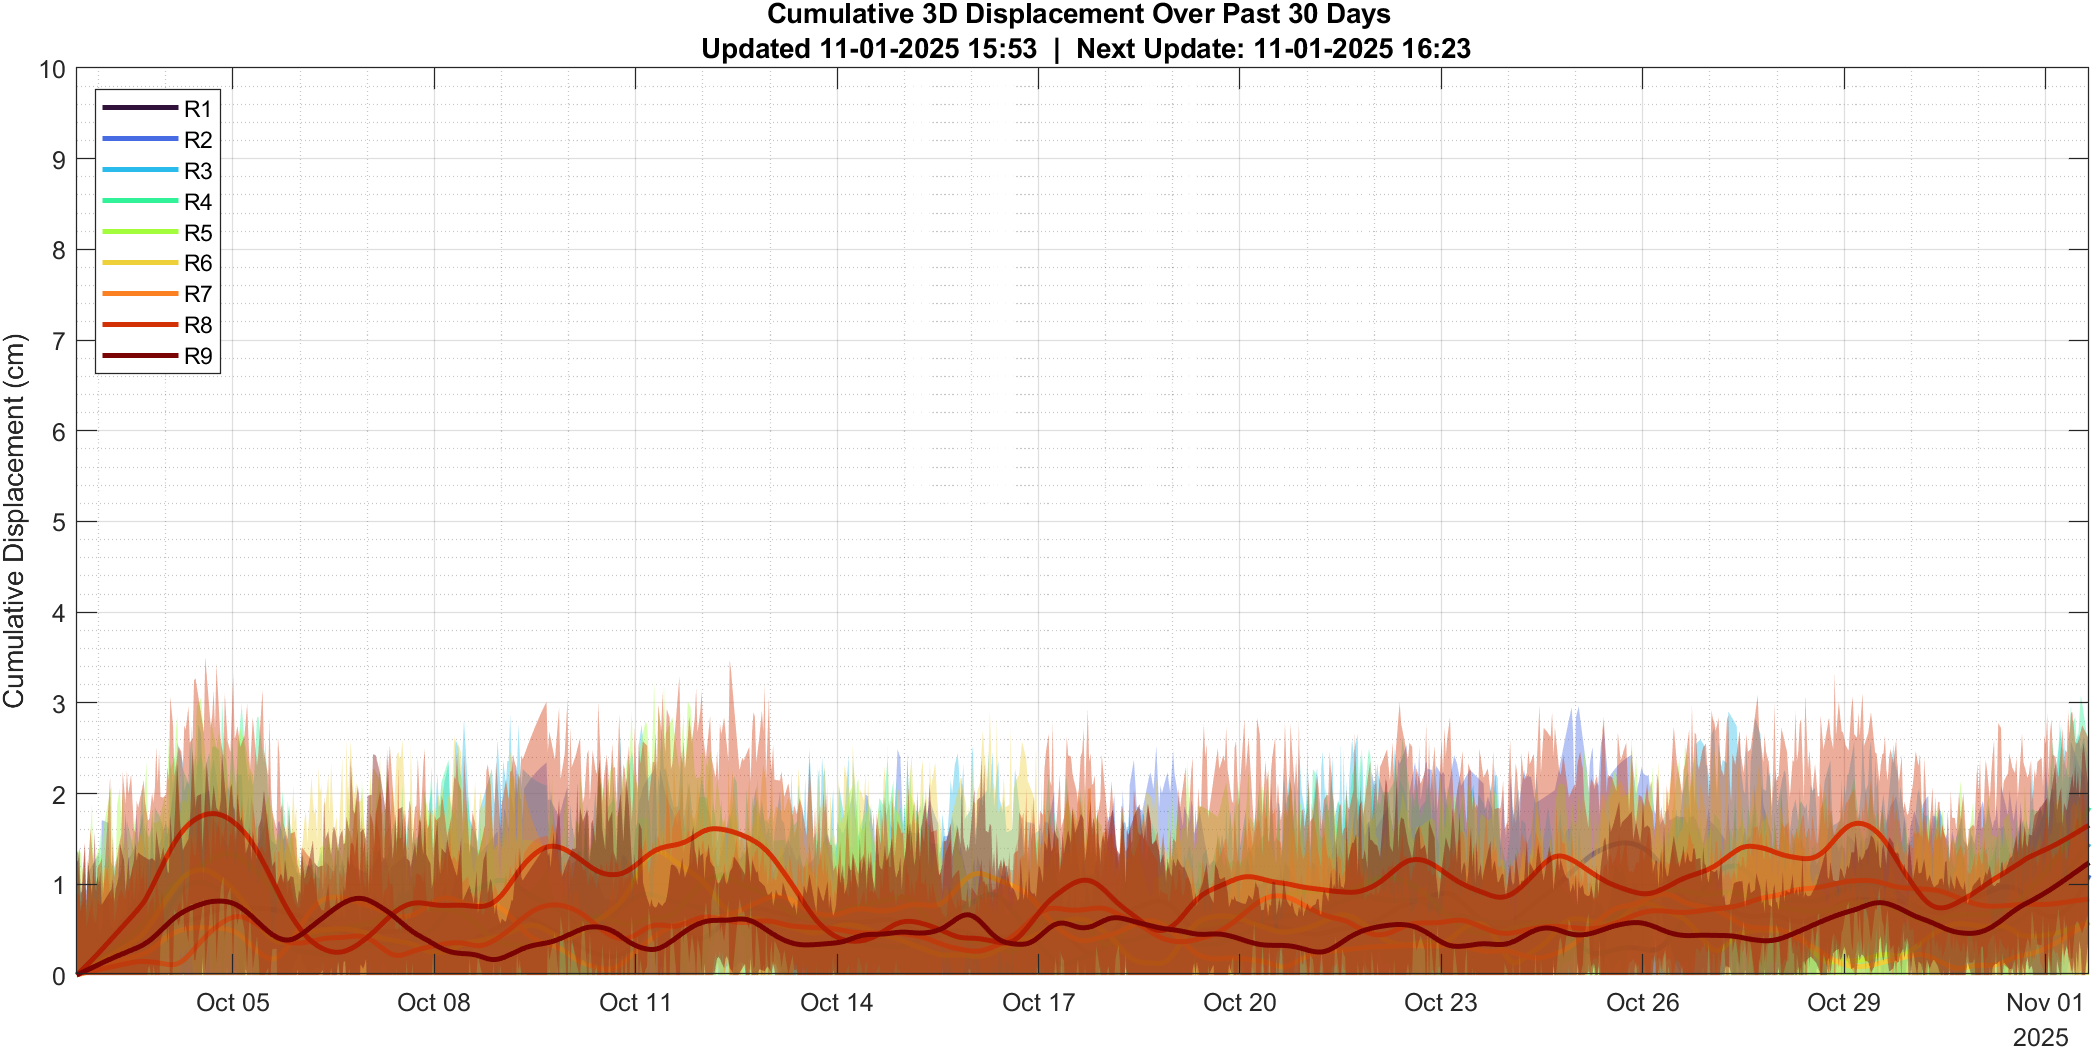 Cumulative 3D Displacement Over Past 30 Days
Updated 11-01-2025 15:53 | Next Update: 11-01-2025 16:23
Cumulative Displacement (cm)
10
9
8
7
6
5
4
3
2
1
0
R1
R2
R3
R4
R5
R6
R7
R8
R9
Oct 05 Oct 08 Oct 11 Oct 14 Oct 17 Oct 20 Oct 23 Oct 26 Oct 29 Nov 01
2025